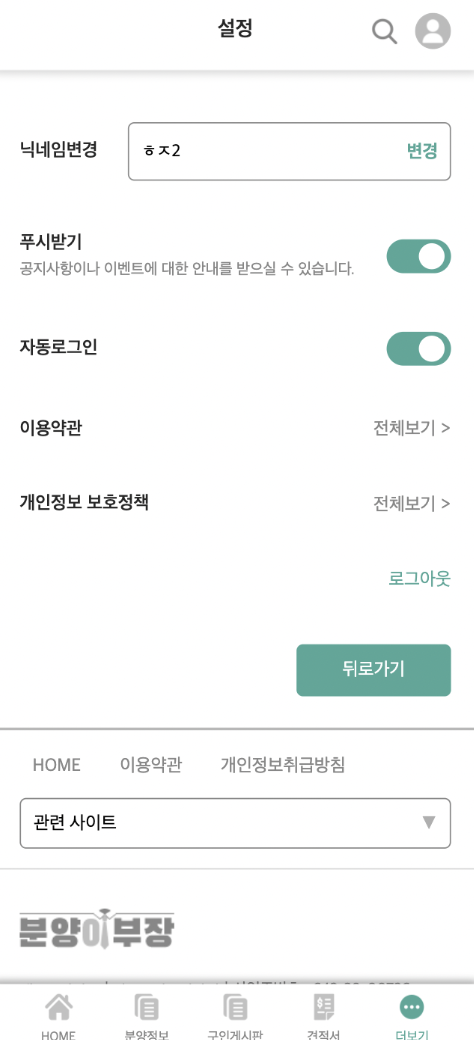 설정
닉네임변경
ㅎㅈ2
변경
푸시받기
공지사항이나 이벤트에 대한 안내를 받으실 수 있습니다.
자동로그인
이용약관
전체보기 >
개인정보 보호정책
전체보기 >
로그아웃
뒤로가기
HOME 이용약관 개인정보취급방침
관련 사이트 ▼
분양이부장
HOME 분양정보 구인게시판 견적서 더보기